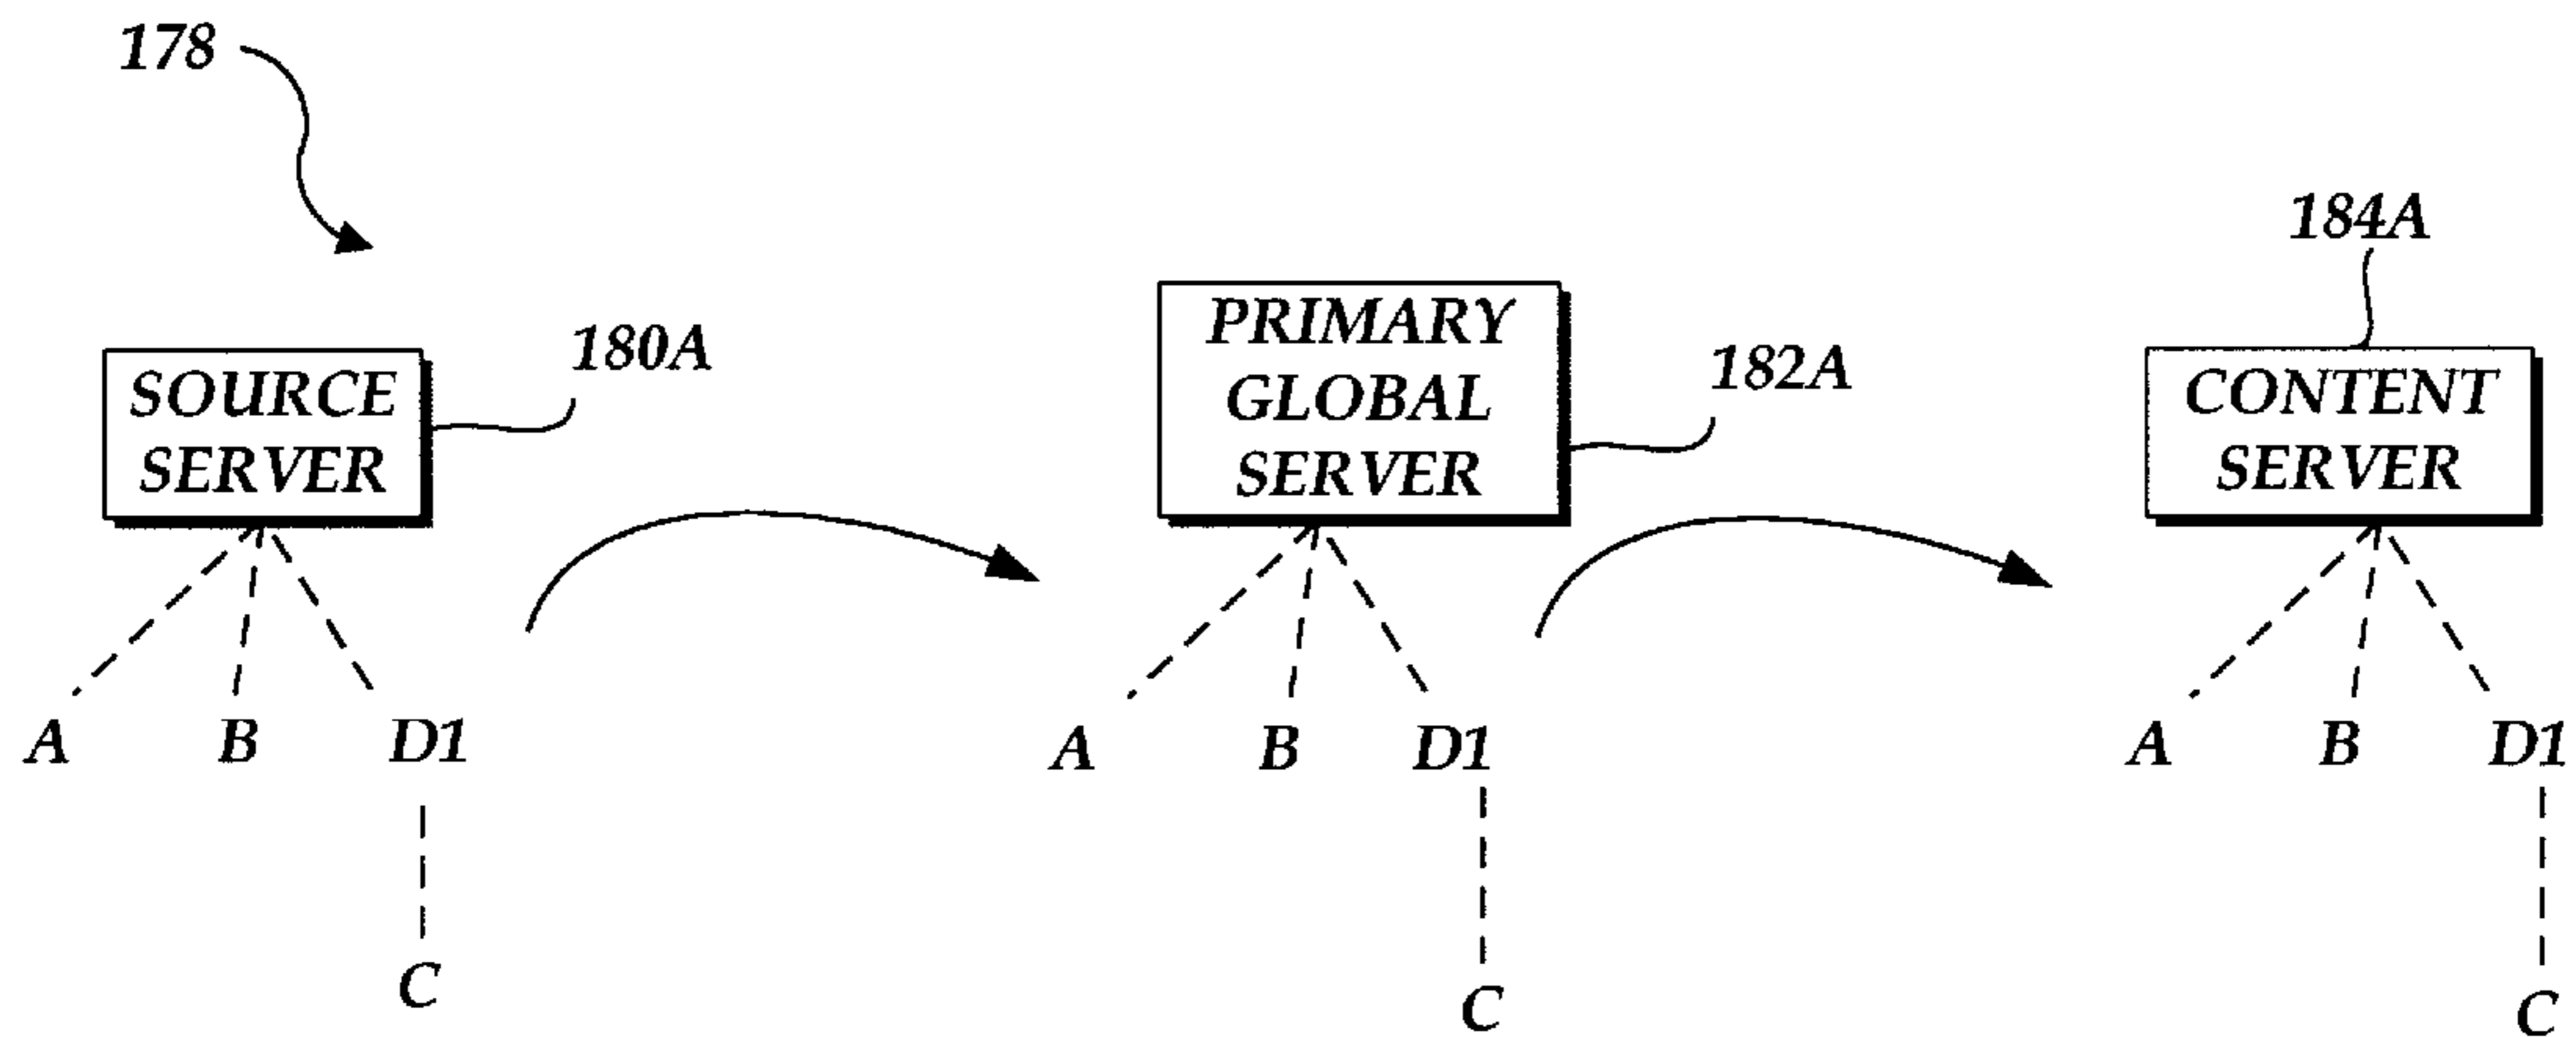 178
184A
180A
182A
SOURCE
SERVER
PRIMARY
GLOBAL
SERVER
CONTENT
SERVER
A B D1
C
A B D1
C
A B D1
C